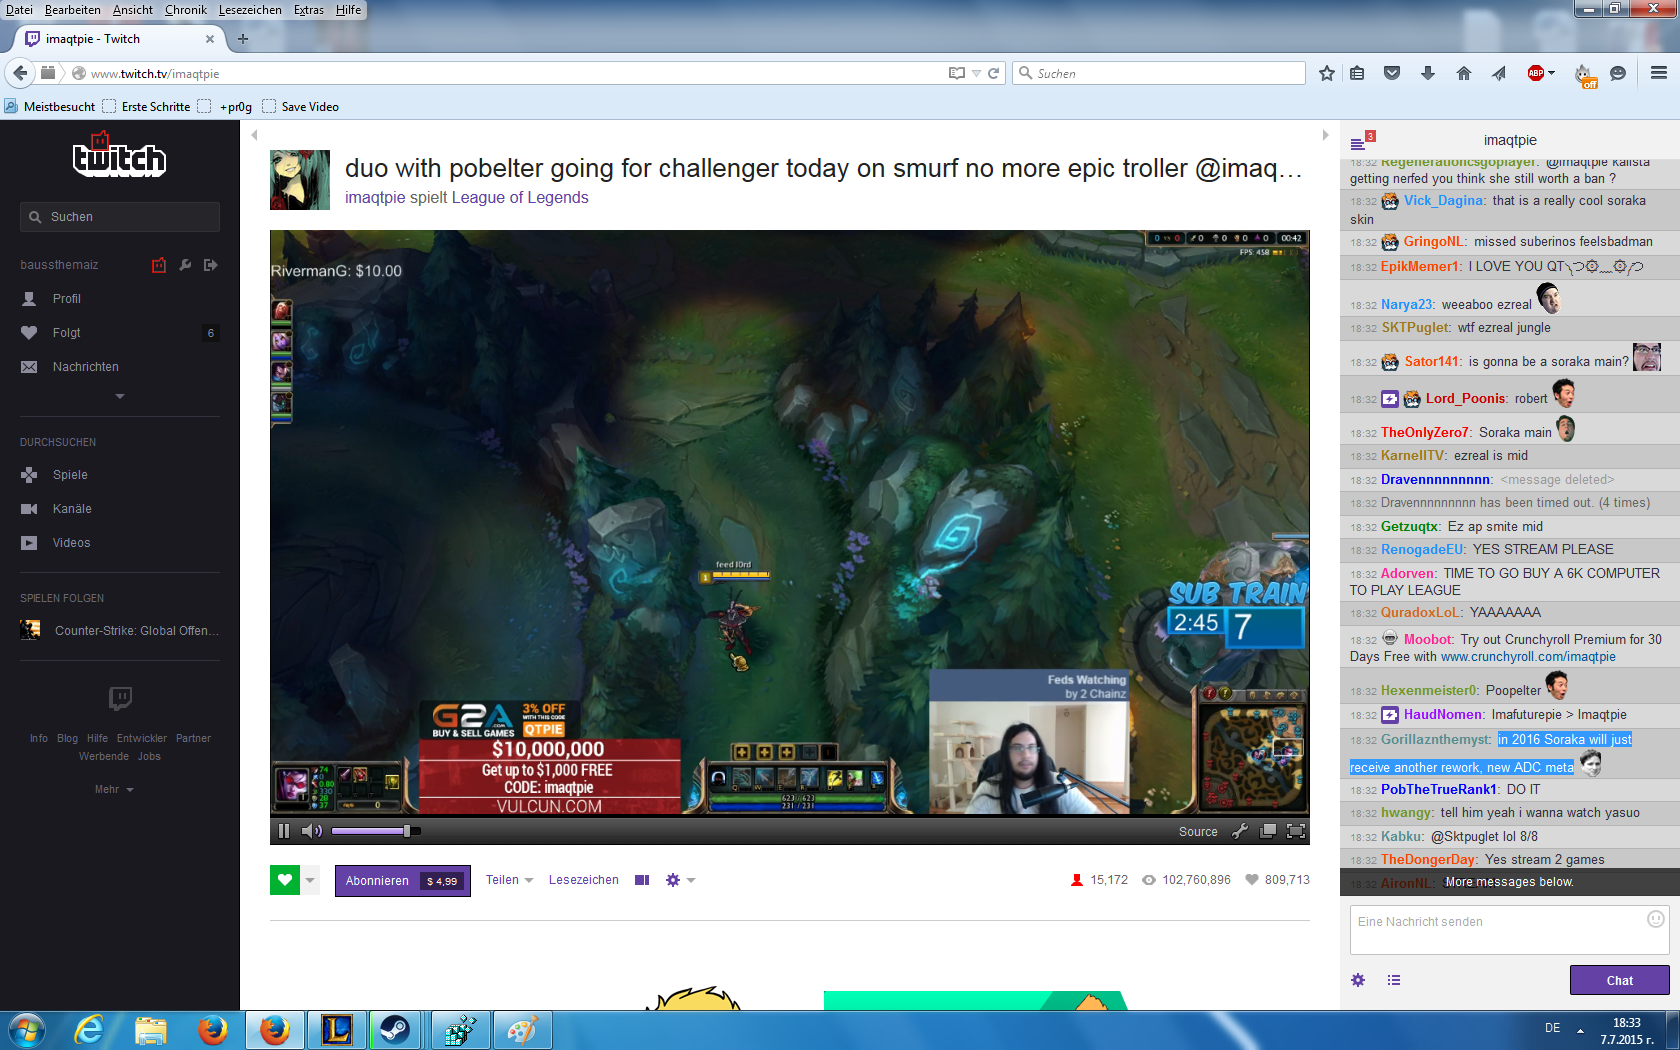 Datei Bearbeiten Ansicht Chronik Lesezeichen Extras Hilfe
imaqtpie - Twitch
www.twitch.tv/imaqtpie
Suchen
ABP
off
Meistbesucht Erste Schritte +pr0g Save Video
twitch
Suchen
baussthemaiz
Profil
Folgt 6
Nachrichten
DURCHSUCHEN
Spiele
Kanäle
Videos
SPIELEN FOLGEN
Counter-Strike: Global Offen...
Info Blog Hilfe Entwickler Partner
Werbende Jobs
Mehr
duo with pobelter going for challenger today on smurf no more epic troller @imaq...
imaqtpie spielt League of Legends
00:42
FPS: 458
RivermanG: $10.00
feed l0rd
1
SUB TRAIN
2:45 7
Feds Watching
by 2 Chainz
G2A.COM
BUY & SELL GAMES
3% OFF
WITH THIS CODE
QTPIE
$10,000,000
Get up to $1,000 FREE
CODE: imaqtpie
VULCUN.COM
623 / 623
231 / 231
Source
Abonnieren $ 4,99 Teilen Lesezeichen
15,172 102,760,896 809,713
3
imaqtpie
18:32 Regenerationcsgoplayer: @imaqtpie kalista
getting nerfed you think she still worth a ban ?
18:32 Vick_Dagina: that is a really cool soraka
skin
18:32 GringoNL: missed suberinos feelsbadman
18:32 EpikMemer1: I LOVE YOU QT
18:32 Narya23: weeaboo ezreal
18:32 SKTPuglet: wtf ezreal jungle
18:32 Sator141: is gonna be a soraka main?
18:32 Lord_Poonis: robert
18:32 TheOnlyZero7: Soraka main
18:32 KarnellTV: ezreal is mid
18:32 Dravennnnnnnnn: <message deleted>
18:32 Dravennnnnnnnn has been timed out. (4 times)
18:32 Getzuqtx: Ez ap smite mid
18:32 RenogadeEU: YES STREAM PLEASE
18:32 Adorven: TIME TO GO BUY A 6K COMPUTER
TO PLAY LEAGUE
18:32 QuradoxLoL: YAAAAAAA
18:32 Moobot: Try out Crunchyroll Premium for 30
Days Free with www.crunchyroll.com/imaqtpie
18:32 Hexenmeister0: Poopelter
18:32 HaudNomen: Imafuturepie > Imaqtpie
18:32 Gorillaznthemyst: in 2016 Soraka will just
receive another rework, new ADC meta
18:32 PobTheTrueRank1: DO IT
18:32 hwangy: tell him yeah i wanna watch yasuo
18:32 Kabku: @Sktpuglet lol 8/8
18:32 TheDongerDay: Yes stream 2 games
18:32 AironNL:
More messages below.
Eine Nachricht senden
Chat
DE
18:33
7.7.2015 г.